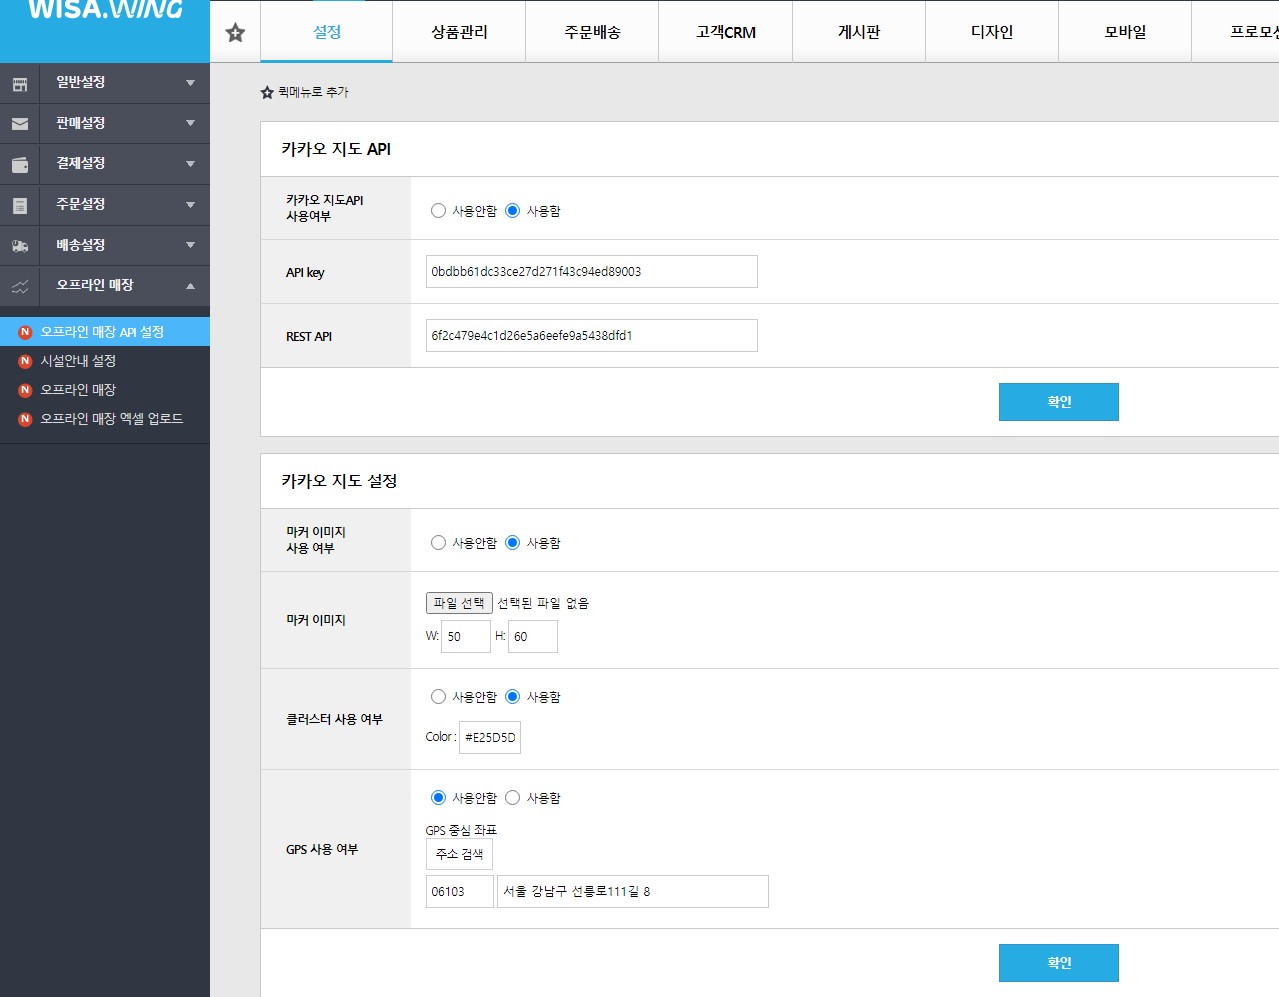 WISA.WING
설정
상품관리
주문배송
고객CRM
게시판
디자인
모바일
프로모션
일반설정
판매설정
결제설정
주문설정
배송설정
오프라인 매장
N 오프라인 매장 API 설정
N 시설안내 설정
N 오프라인 매장
N 오프라인 매장 엑셀 업로드
퀵메뉴로 추가
카카오 지도 API
카카오 지도API
사용여부
사용안함 사용함
API key
0bdbb61dc33ce27d271f43c94ed89003
REST API
6f2c479e4c1d26e5a6eefe9a5438dfd1
확인
카카오 지도 설정
마커 이미지
사용 여부
사용안함 사용함
마커 이미지
파일 선택 선택된 파일 없음
W: 50 H: 60
클러스터 사용 여부
사용안함 사용함
Color : #E25D5D
GPS 사용 여부
사용안함 사용함
GPS 중심 좌표
주소 검색
06103 서울 강남구 선릉로111길 8
확인